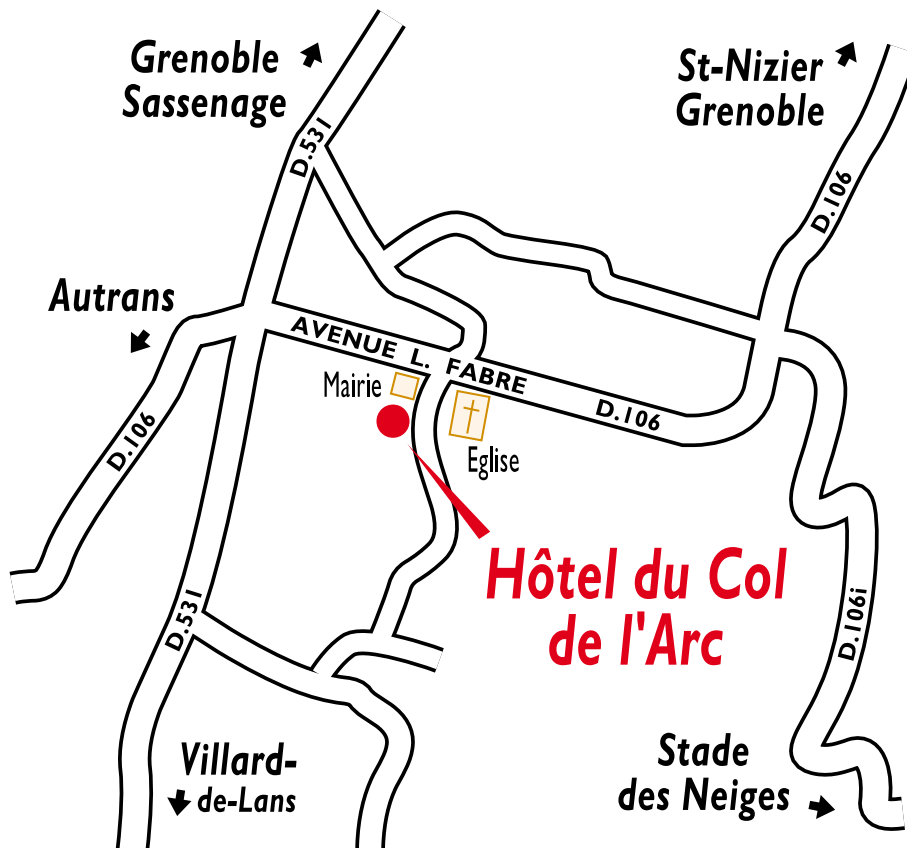 Grenoble
Sassenage
St-Nizier
Grenoble
D.531
D.106
Autrans
AVENUE L. FABRE
Mairie
D.106
D.106
Eglise
Hôtel du Col
de l'Arc
D.531
D.106i
Villard-
de-Lans
Stade
des Neiges